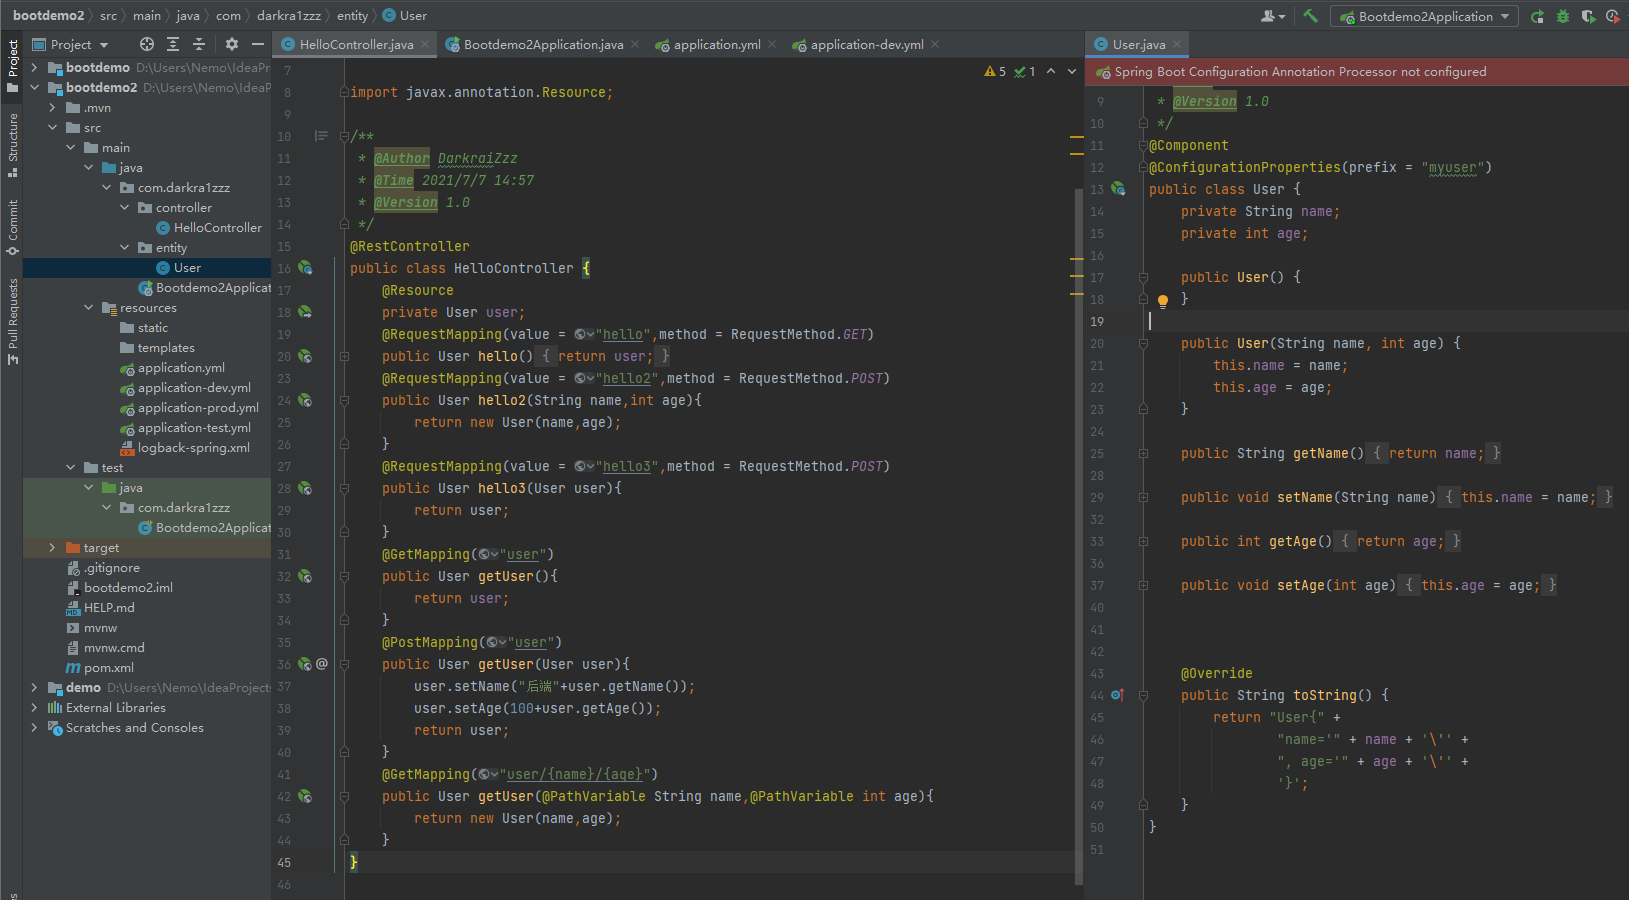 bootdemo2 src main java com darkra1zzz entity User
Bootdemo2Application
Project
HelloController.java
Bootdemo2Application.java
application.yml
application-dev.yml
User.java
Project
Structure
Commit
Pull Requests
bootdemo D:\Users\Nemo\IdeaPr
bootdemo2 D:\Users\Nemo\IdeaP
.mvn
src
main
java
com.darkra1zzz
controller
HelloController
entity
User
Bootdemo2Applicat
resources
static
templates
application.yml
application-dev.yml
application-prod.yml
application-test.yml
logback-spring.xml
test
java
com.darkra1zzz
Bootdemo2Applicat
target
.gitignore
bootdemo2.iml
HELP.md
mvnw
mvnw.cmd
pom.xml
demo D:\Users\Nemo\IdeaProjects
External Libraries
Scratches and Consoles
5 1
7
8 import javax.annotation.Resource;
9
10 /**
11 * @Author DarkraiZzz
12 * @Time 2021/7/7 14:57
13 * @Version 1.0
14 */
15 @RestController
16 public class HelloController {
17 @Resource
18 private User user;
19 @RequestMapping(value = "hello",method = RequestMethod.GET)
20 public User hello() { return user; }
23 @RequestMapping(value = "hello2",method = RequestMethod.POST)
24 public User hello2(String name,int age){
25 return new User(name,age);
26 }
27 @RequestMapping(value = "hello3",method = RequestMethod.POST)
28 public User hello3(User user){
29 return user;
30 }
31 @GetMapping("user")
32 public User getUser(){
33 return user;
34 }
35 @PostMapping("user")
36 @ public User getUser(User user){
37 user.setName("后端"+user.getName());
38 user.setAge(100+user.getAge());
39 return user;
40 }
41 @GetMapping("user/{name}/{age}")
42 public User getUser(@PathVariable String name,@PathVariable int age){
43 return new User(name,age);
44 }
45 }
46
Spring Boot Configuration Annotation Processor not configured
9 * @Version 1.0
10 */
11 @Component
12 @ConfigurationProperties(prefix = "myuser")
13 public class User {
14 private String name;
15 private int age;
16
17 public User() {
18 }
19
20 public User(String name, int age) {
21 this.name = name;
22 this.age = age;
23 }
24
25 public String getName() { return name; }
28
29 public void setName(String name) { this.name = name; }
32
33 public int getAge() { return age; }
36
37 public void setAge(int age) { this.age = age; }
40
41
42
43 @Override
44 public String toString() {
45 return "User{" +
46 "name='" + name + '\'' +
47 ", age='" + age + '\'' +
48 '}';
49 }
50 }
51